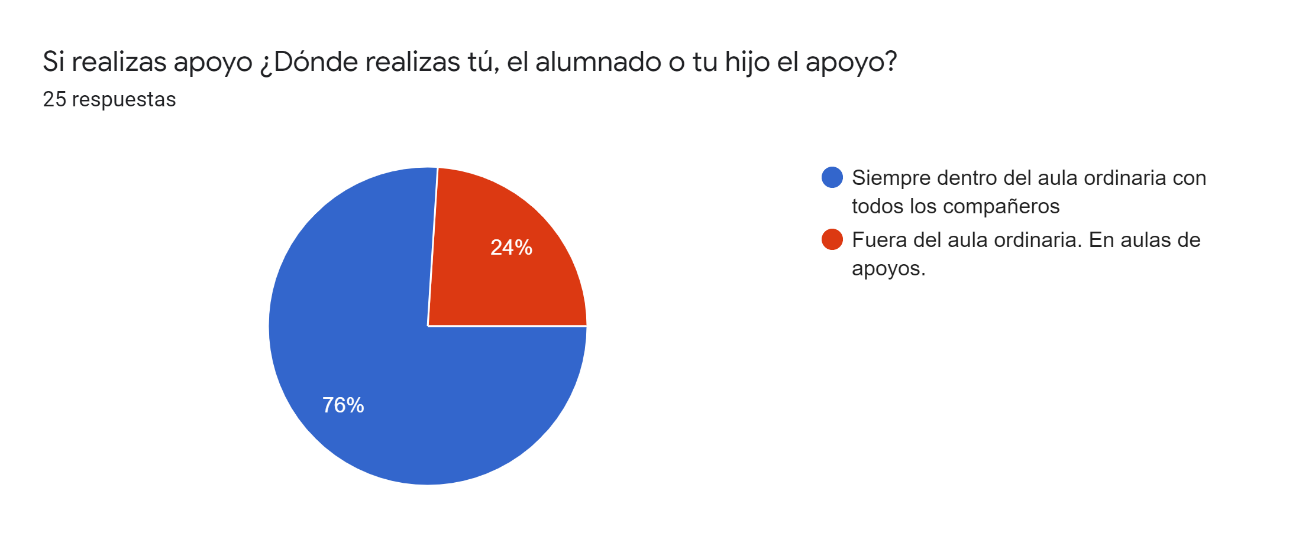 Si realizas apoyo ¿Dónde realizas tú, el alumnado o tu hijo el apoyo?
25 respuestas
Siempre dentro del aula ordinaria con
todos los compañeros
Fuera del aula ordinaria. En aulas de
apoyos.
24%
76%